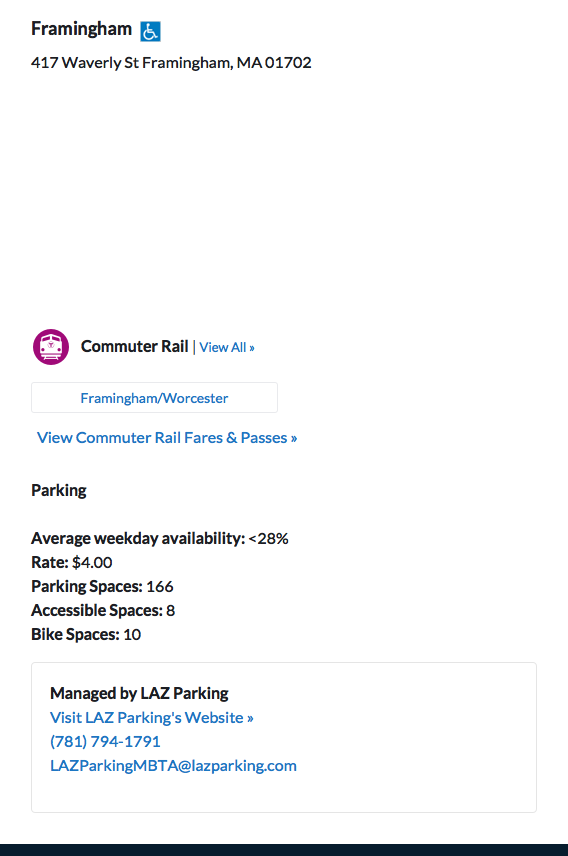 Framingham
417 Waverly St Framingham, MA 01702
Commuter Rail | View All »
Framingham/Worcester
View Commuter Rail Fares & Passes »
Parking
Average weekday availability: <28%
Rate: $4.00
Parking Spaces: 166
Accessible Spaces: 8
Bike Spaces: 10
Managed by LAZ Parking
Visit LAZ Parking's Website »
(781) 794-1791
LAZParkingMBTA@lazparking.com